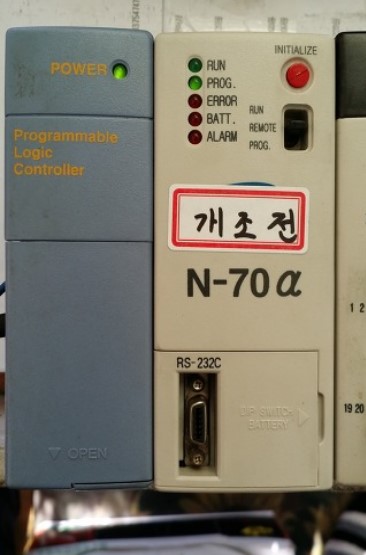 POWER
Programmable
Logic
Controller
▽ OPEN
INITIALIZE
RUN
PROG.
ERROR
BATT.
ALARM
RUN
REMOTE
PROG.
개조전
N-70α
RS-232C
DIP SWITCH
BATTERY
1 2
19 20